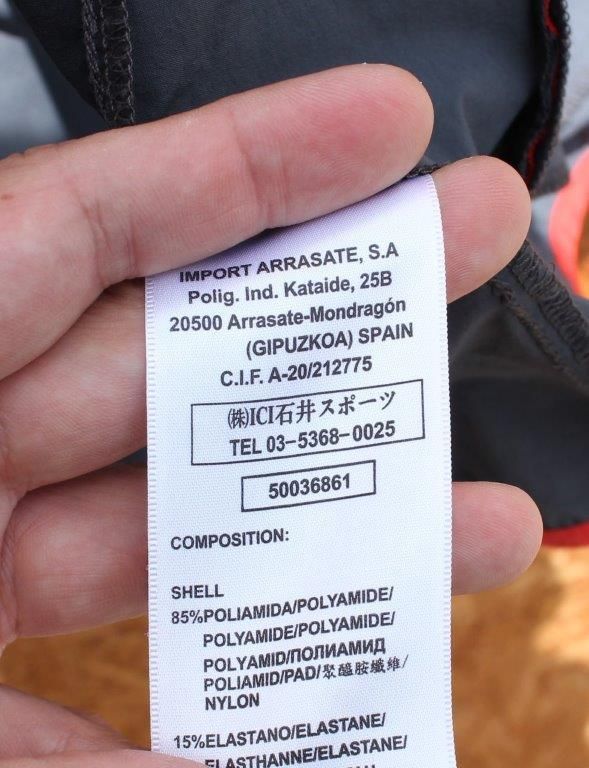 IMPORT ARRASATE, S.A
Polig. Ind. Kataide, 25B
20500 Arrasate-Mondragón
(GIPUZKOA) SPAIN
C.I.F. A-20/212775
㈱ICI石井スポーツ
TEL 03-5368-0025
50036861
COMPOSITION:
SHELL
85%POLIAMIDA/POLYAMIDE/
POLYAMIDE/POLYAMIDE/
POLYAMID/ПОЛИАМИД
POLIAMID/PAD/聚醯胺纖維/
NYLON
15%ELASTANO/ELASTANE/
ELASTHANNE/ELASTANE/